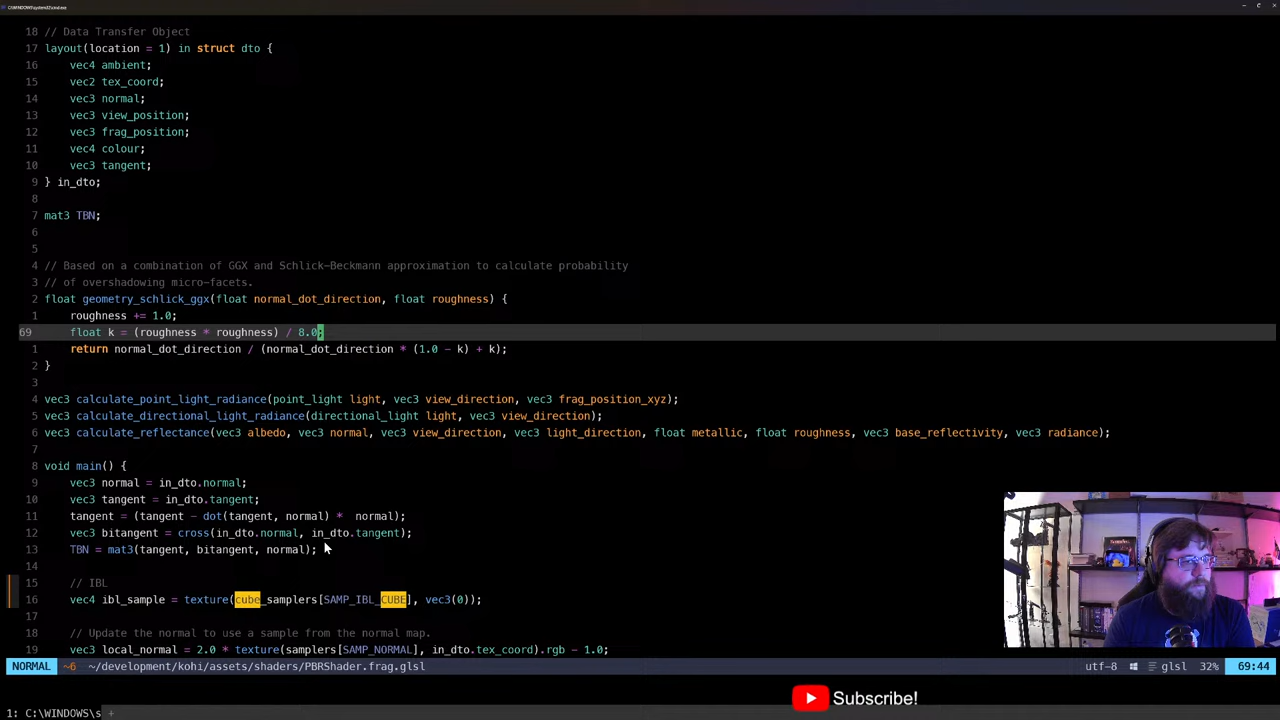 C:\WINDOWS\system32\cmd.exe
18 // Data Transfer Object
17 layout(location = 1) in struct dto {
16 vec4 ambient;
15 vec2 tex_coord;
14 vec3 normal;
13 vec3 view_position;
12 vec3 frag_position;
11 vec4 colour;
10 vec3 tangent;
9 } in_dto;
8
7 mat3 TBN;
6
5
4 // Based on a combination of GGX and Schlick-Beckmann approximation to calculate probability
3 // of overshadowing micro-facets.
2 float geometry_schlick_ggx(float normal_dot_direction, float roughness) {
1 roughness += 1.0;
69 float k = (roughness * roughness) / 8.0;
1 return normal_dot_direction / (normal_dot_direction * (1.0 - k) + k);
2 }
3
4 vec3 calculate_point_light_radiance(point_light light, vec3 view_direction, vec3 frag_position_xyz);
5 vec3 calculate_directional_light_radiance(directional_light light, vec3 view_direction);
6 vec3 calculate_reflectance(vec3 albedo, vec3 normal, vec3 view_direction, vec3 light_direction, float metallic, float roughness, vec3 base_reflectivity, vec3 radiance);
7
8 void main() {
9 vec3 normal = in_dto.normal;
10 vec3 tangent = in_dto.tangent;
11 tangent = (tangent - dot(tangent, normal) *  normal);
12 vec3 bitangent = cross(in_dto.normal, in_dto.tangent);
13 TBN = mat3(tangent, bitangent, normal);
14
15 // IBL
16 vec4 ibl_sample = texture(cube_samplers[SAMP_IBL_CUBE], vec3(0));
17
18 // Update the normal to use a sample from the normal map.
19 vec3 local_normal = 2.0 * texture(samplers[SAMP_NORMAL], in_dto.tex_coord).rgb - 1.0;
NORMAL ~6 ~/development/kohi/assets/shaders/PBRShader.frag.glsl utf-8 glsl 32% 69:44
Subscribe!
1: C:\WINDOWS\s +